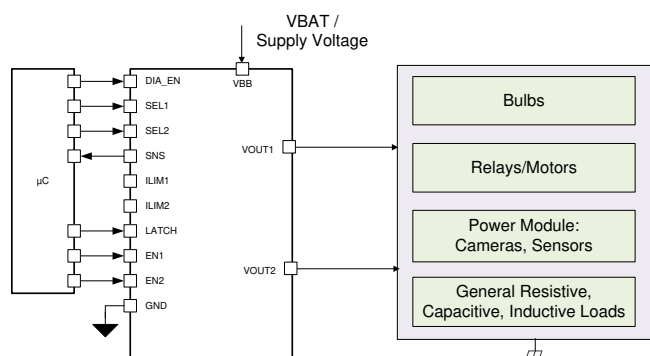 VBAT /
Supply Voltage
VBB
DIA_EN
SEL1
SEL2
SNS
ILIM1
ILIM2
LATCH
EN1
EN2
GND
µC
VOUT1
VOUT2
Bulbs
Relays/Motors
Power Module:
Cameras, Sensors
General Resistive,
Capacitive, Inductive Loads